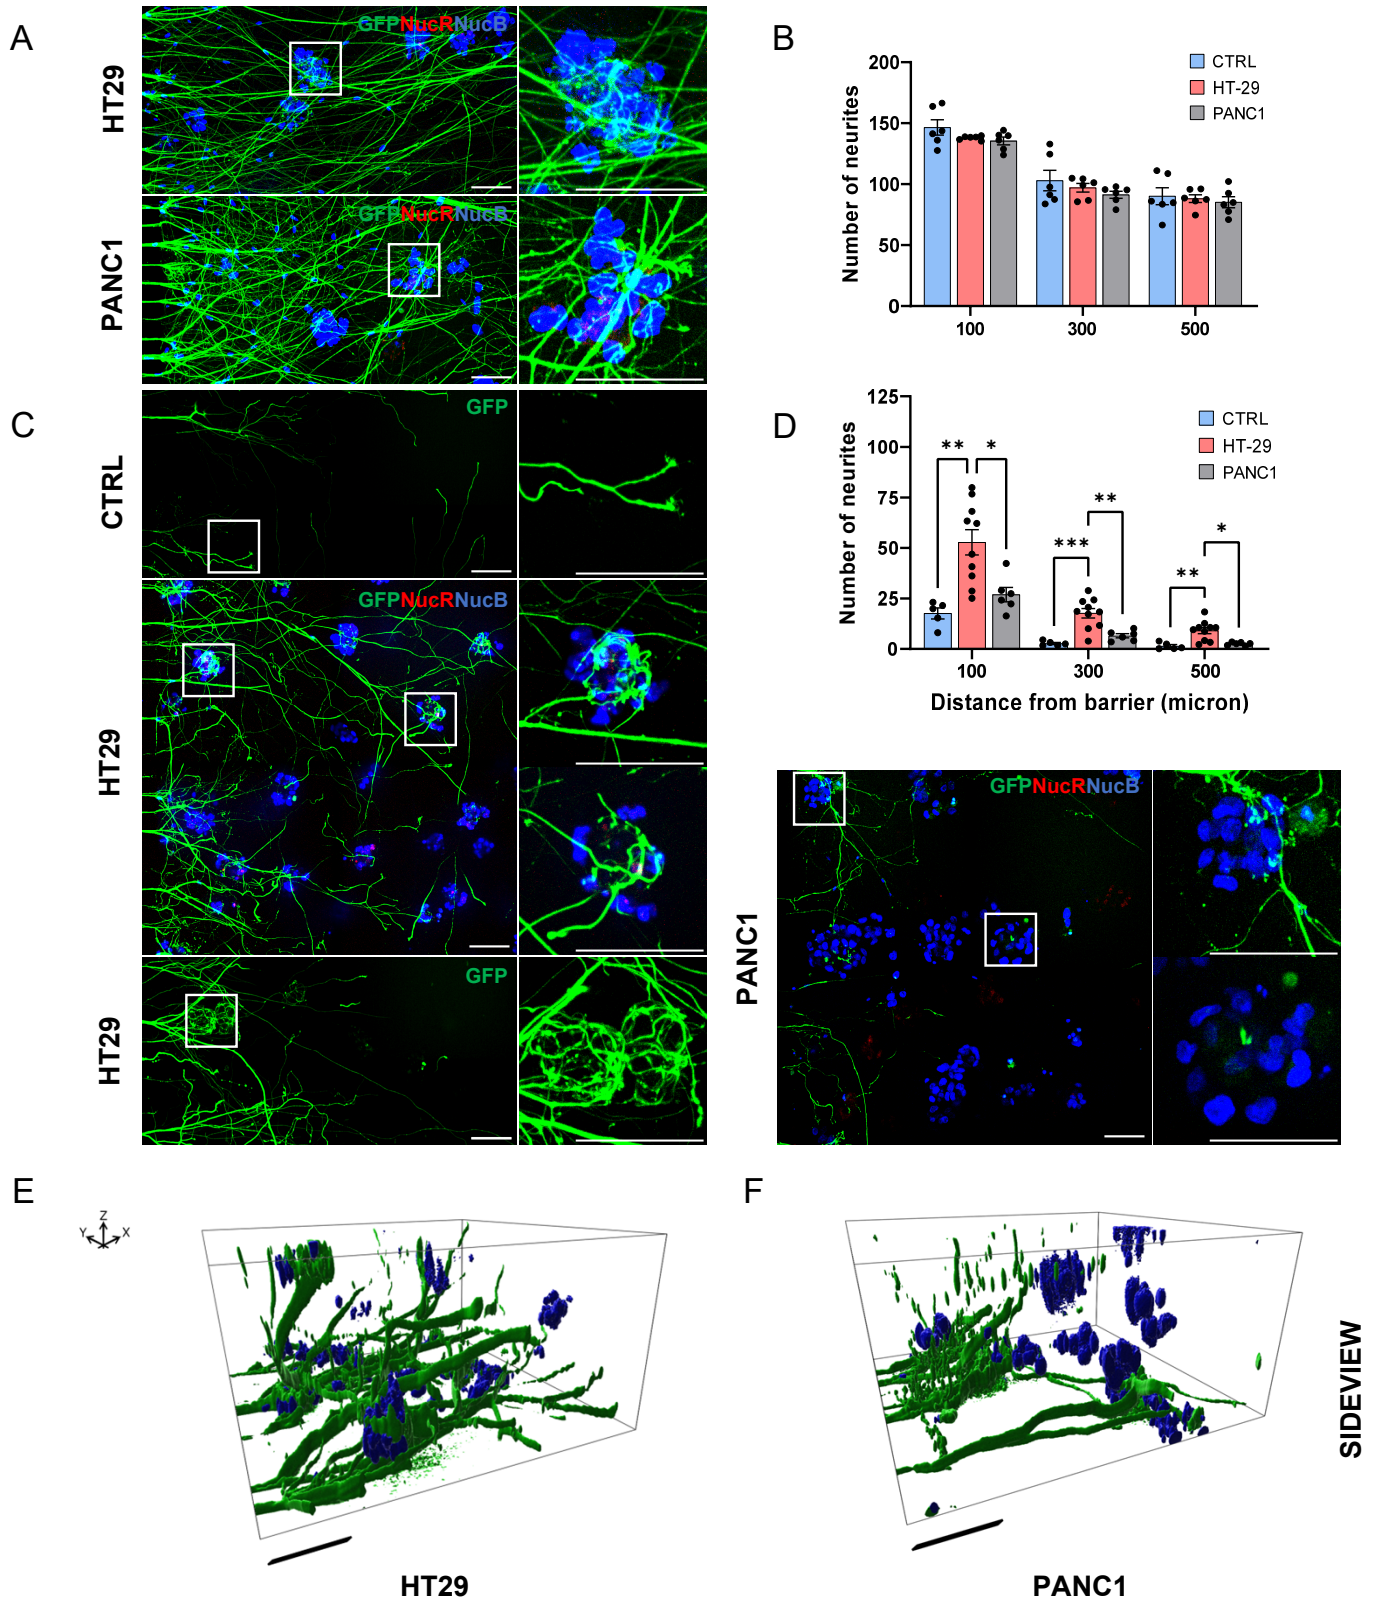 A
HT29
GFPNucRNucB
PANC1
GFPNucRNucB
B
Number of neurites
200
150
100
50
0
100
300
500
CTRL
HT-29
PANC1
C
CTRL
GFP
HT29
GFPNucRNucB
HT29
GFP
D
Number of neurites
125
100
75
50
25
0
** *
*** **
** *
100
300
500
Distance from barrier (micron)
CTRL
HT-29
PANC1
PANC1
GFPNucRNucB
E
Z
Y
X
HT29
F
SIDEVIEW
PANC1